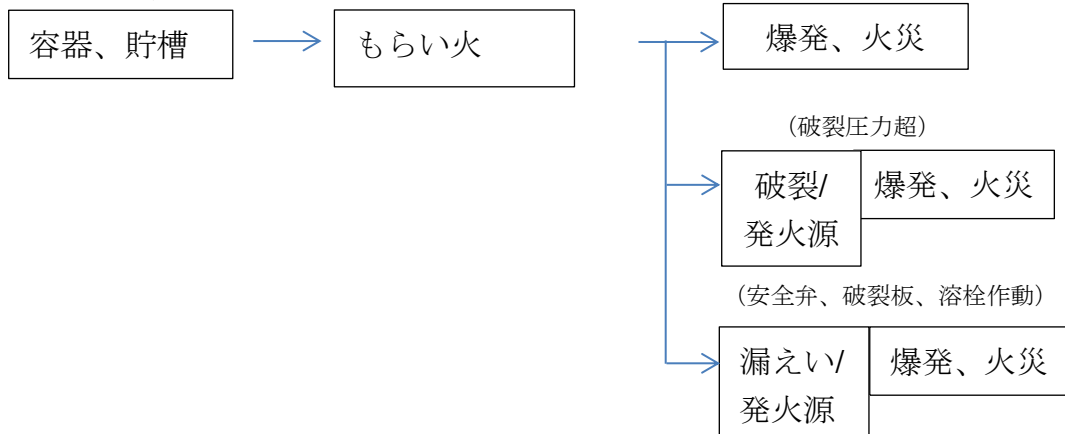 容器、貯槽
もらい火
爆発、火災
(破裂圧力超)
破裂/
発火源
爆発、火災
(安全弁、破裂板、溶栓作動)
漏えい/
発火源
爆発、火災